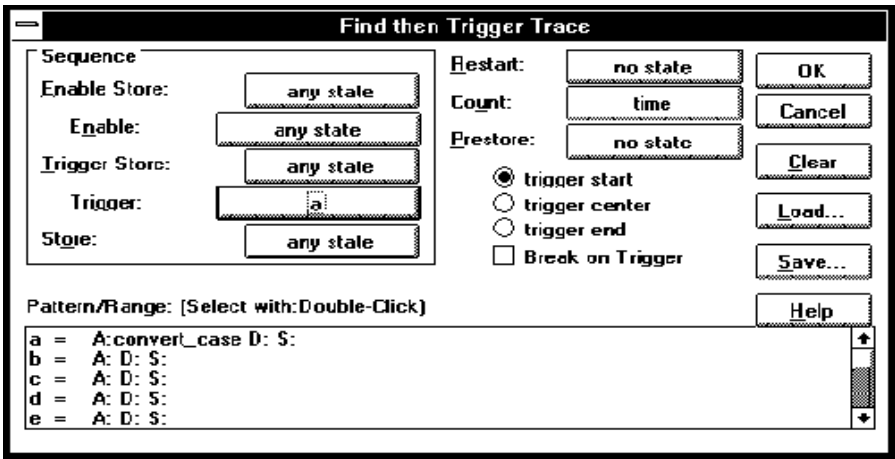 Find then Trigger Trace
Sequence
Enable Store: any state
Enable: any state
Trigger Store: any state
Trigger: a
Store: any state
Restart: no state
Count: time
Prestore: no state
trigger start
trigger center
trigger end
Break on Trigger
OK
Cancel
Clear
Load...
Save...
Help
Pattern/Range: (Select with:Double-Click)
a = A:convert_case D: S:
b = A: D: S:
c = A: D: S:
d = A: D: S:
e = A: D: S: